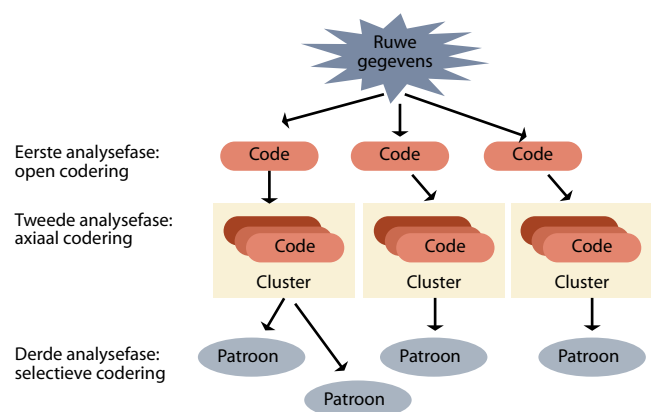 Ruwe
gegevens
Eerste analysefase:
open codering
Code
Code
Code
Tweede analysefase:
axiaal codering
Code
Code
Code
Cluster
Cluster
Cluster
Derde analysefase:
selectieve codering
Patroon
Patroon
Patroon
Patroon